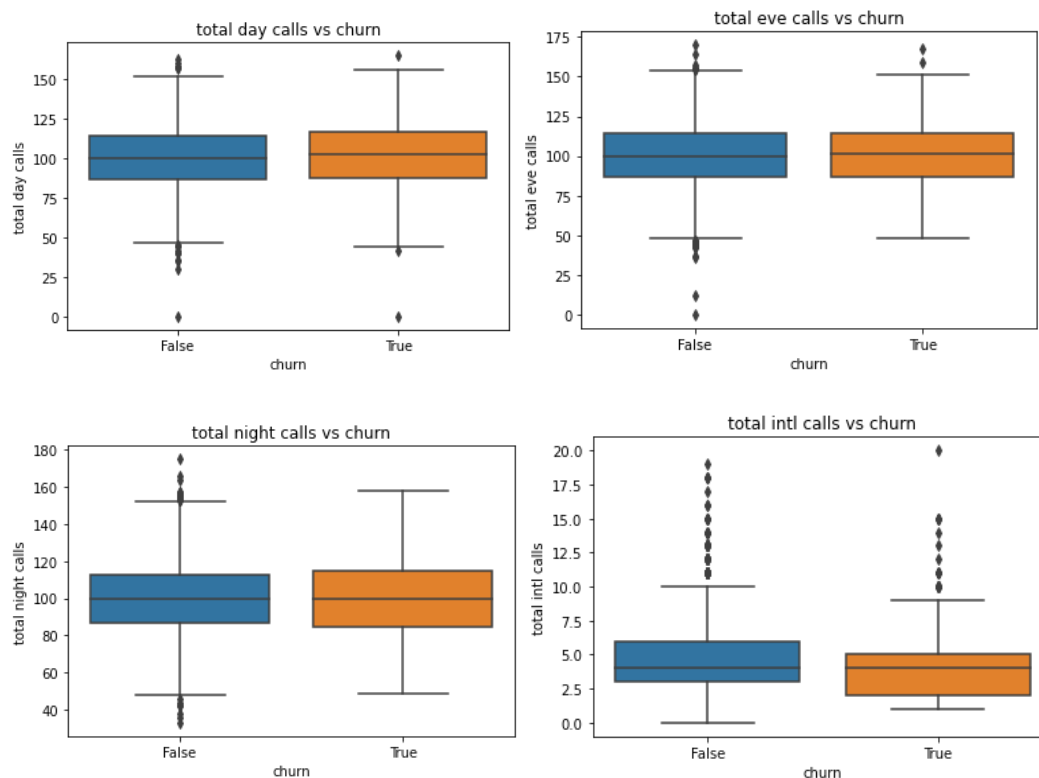 total day calls vs churn
total day calls
150
125
100
75
50
25
0
False
True
churn
total eve calls vs churn
total eve calls
175
150
125
100
75
50
25
0
False
True
churn
total night calls vs churn
total night calls
180
160
140
120
100
80
60
40
False
True
churn
total intl calls vs churn
total intl calls
20.0
17.5
15.0
12.5
10.0
7.5
5.0
2.5
0.0
False
True
churn